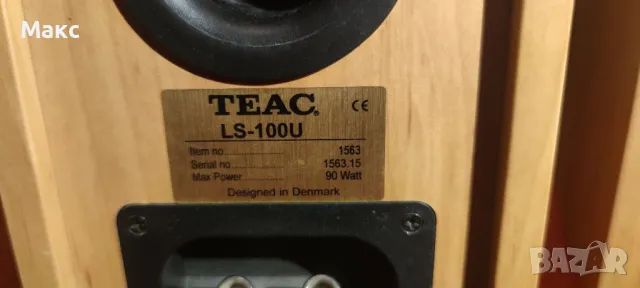 Макс
TEAC®
CE
LS-100U
Item no. 1563
Serial no. 1563.15
Max Power 90 Watt
Designed in Denmark
BAZAR